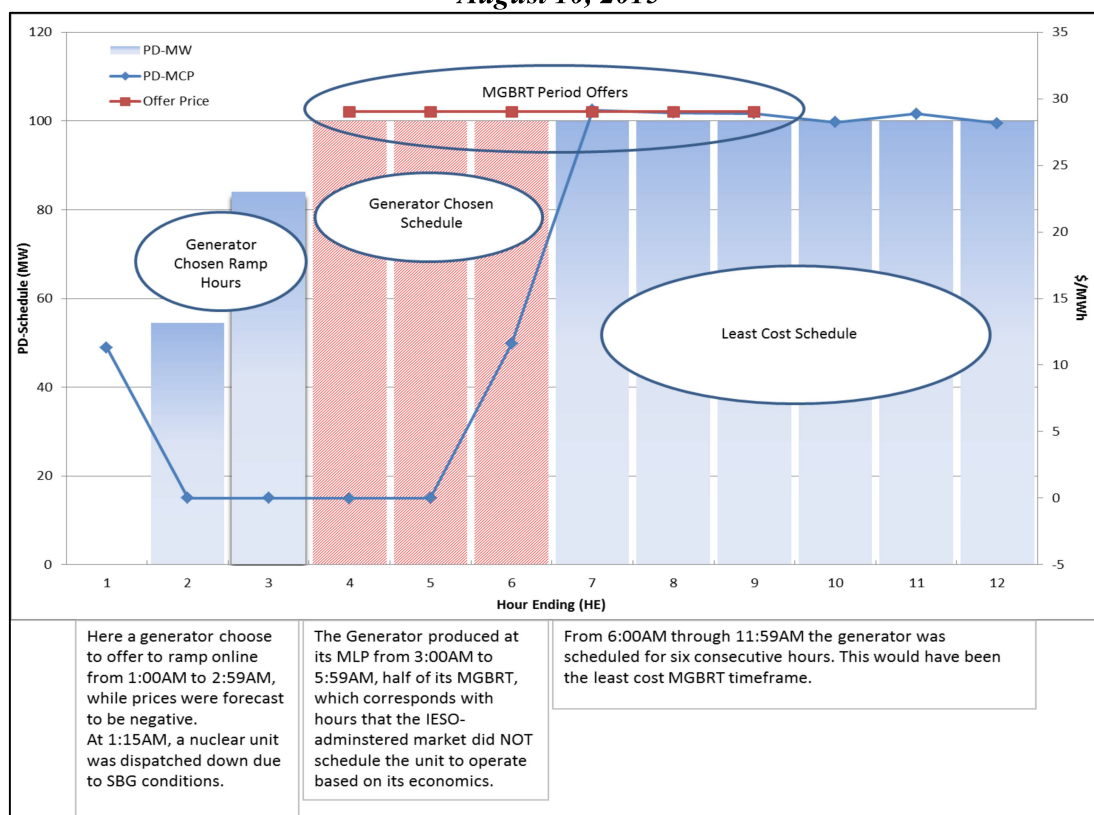 August
120
100
80
60
40
20
0
PD-Schedule (MW)
PD-MW
PD-MCP
Offer Price
MGBRT Period Offers
Generator Chosen
Schedule
Generator
Chosen Ramp
Hours
Least Cost Schedule
35
30
25
20
15
10
5
0
-5
$/MWh
1 2 3 4 5 6 7 8 9 10 11 12
Hour Ending (HE)
Here a generator choose
to offer to ramp online
from 1:00AM to 2:59AM,
while prices were forecast
to be negative.
At 1:15AM, a nuclear unit
was dispatched down due
to SBG conditions.
The Generator produced at
its MLP from 3:00AM to
5:59AM, half of its MGBRT,
which corresponds with
hours that the IESO-
adminstered market did NOT
schedule the unit to operate
based on its economics.
From 6:00AM through 11:59AM the generator was
scheduled for six consecutive hours. This would have been
the least cost MGBRT timeframe.